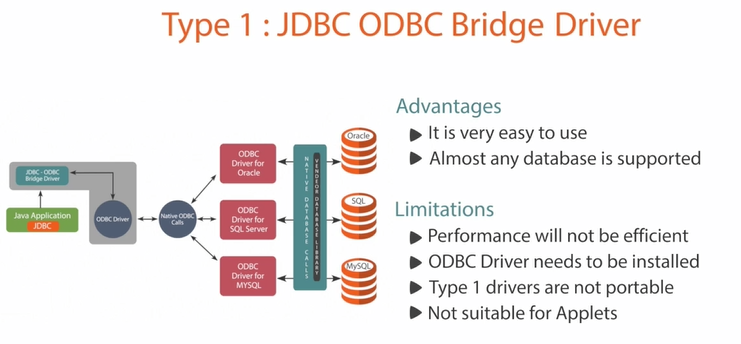 Type 1 : JDBC ODBC Bridge Driver
JDBC - ODBC
Bridge Driver
Java Application
JDBC
ODBC Driver
Native ODBC
Calls
ODBC
Driver for
Oracle
ODBC
Driver for
SQL Server
ODBC
Driver for
MYSQL
NATIVE DATABASE CALLS
VENDEOR DATABASE LIBRARY
Oracle
SQL
MySQL
Advantages
It is very easy to use
Almost any database is supported
Limitations
Performance will not be efficient
ODBC Driver needs to be installed
Type 1 drivers are not portable
Not suitable for Applets